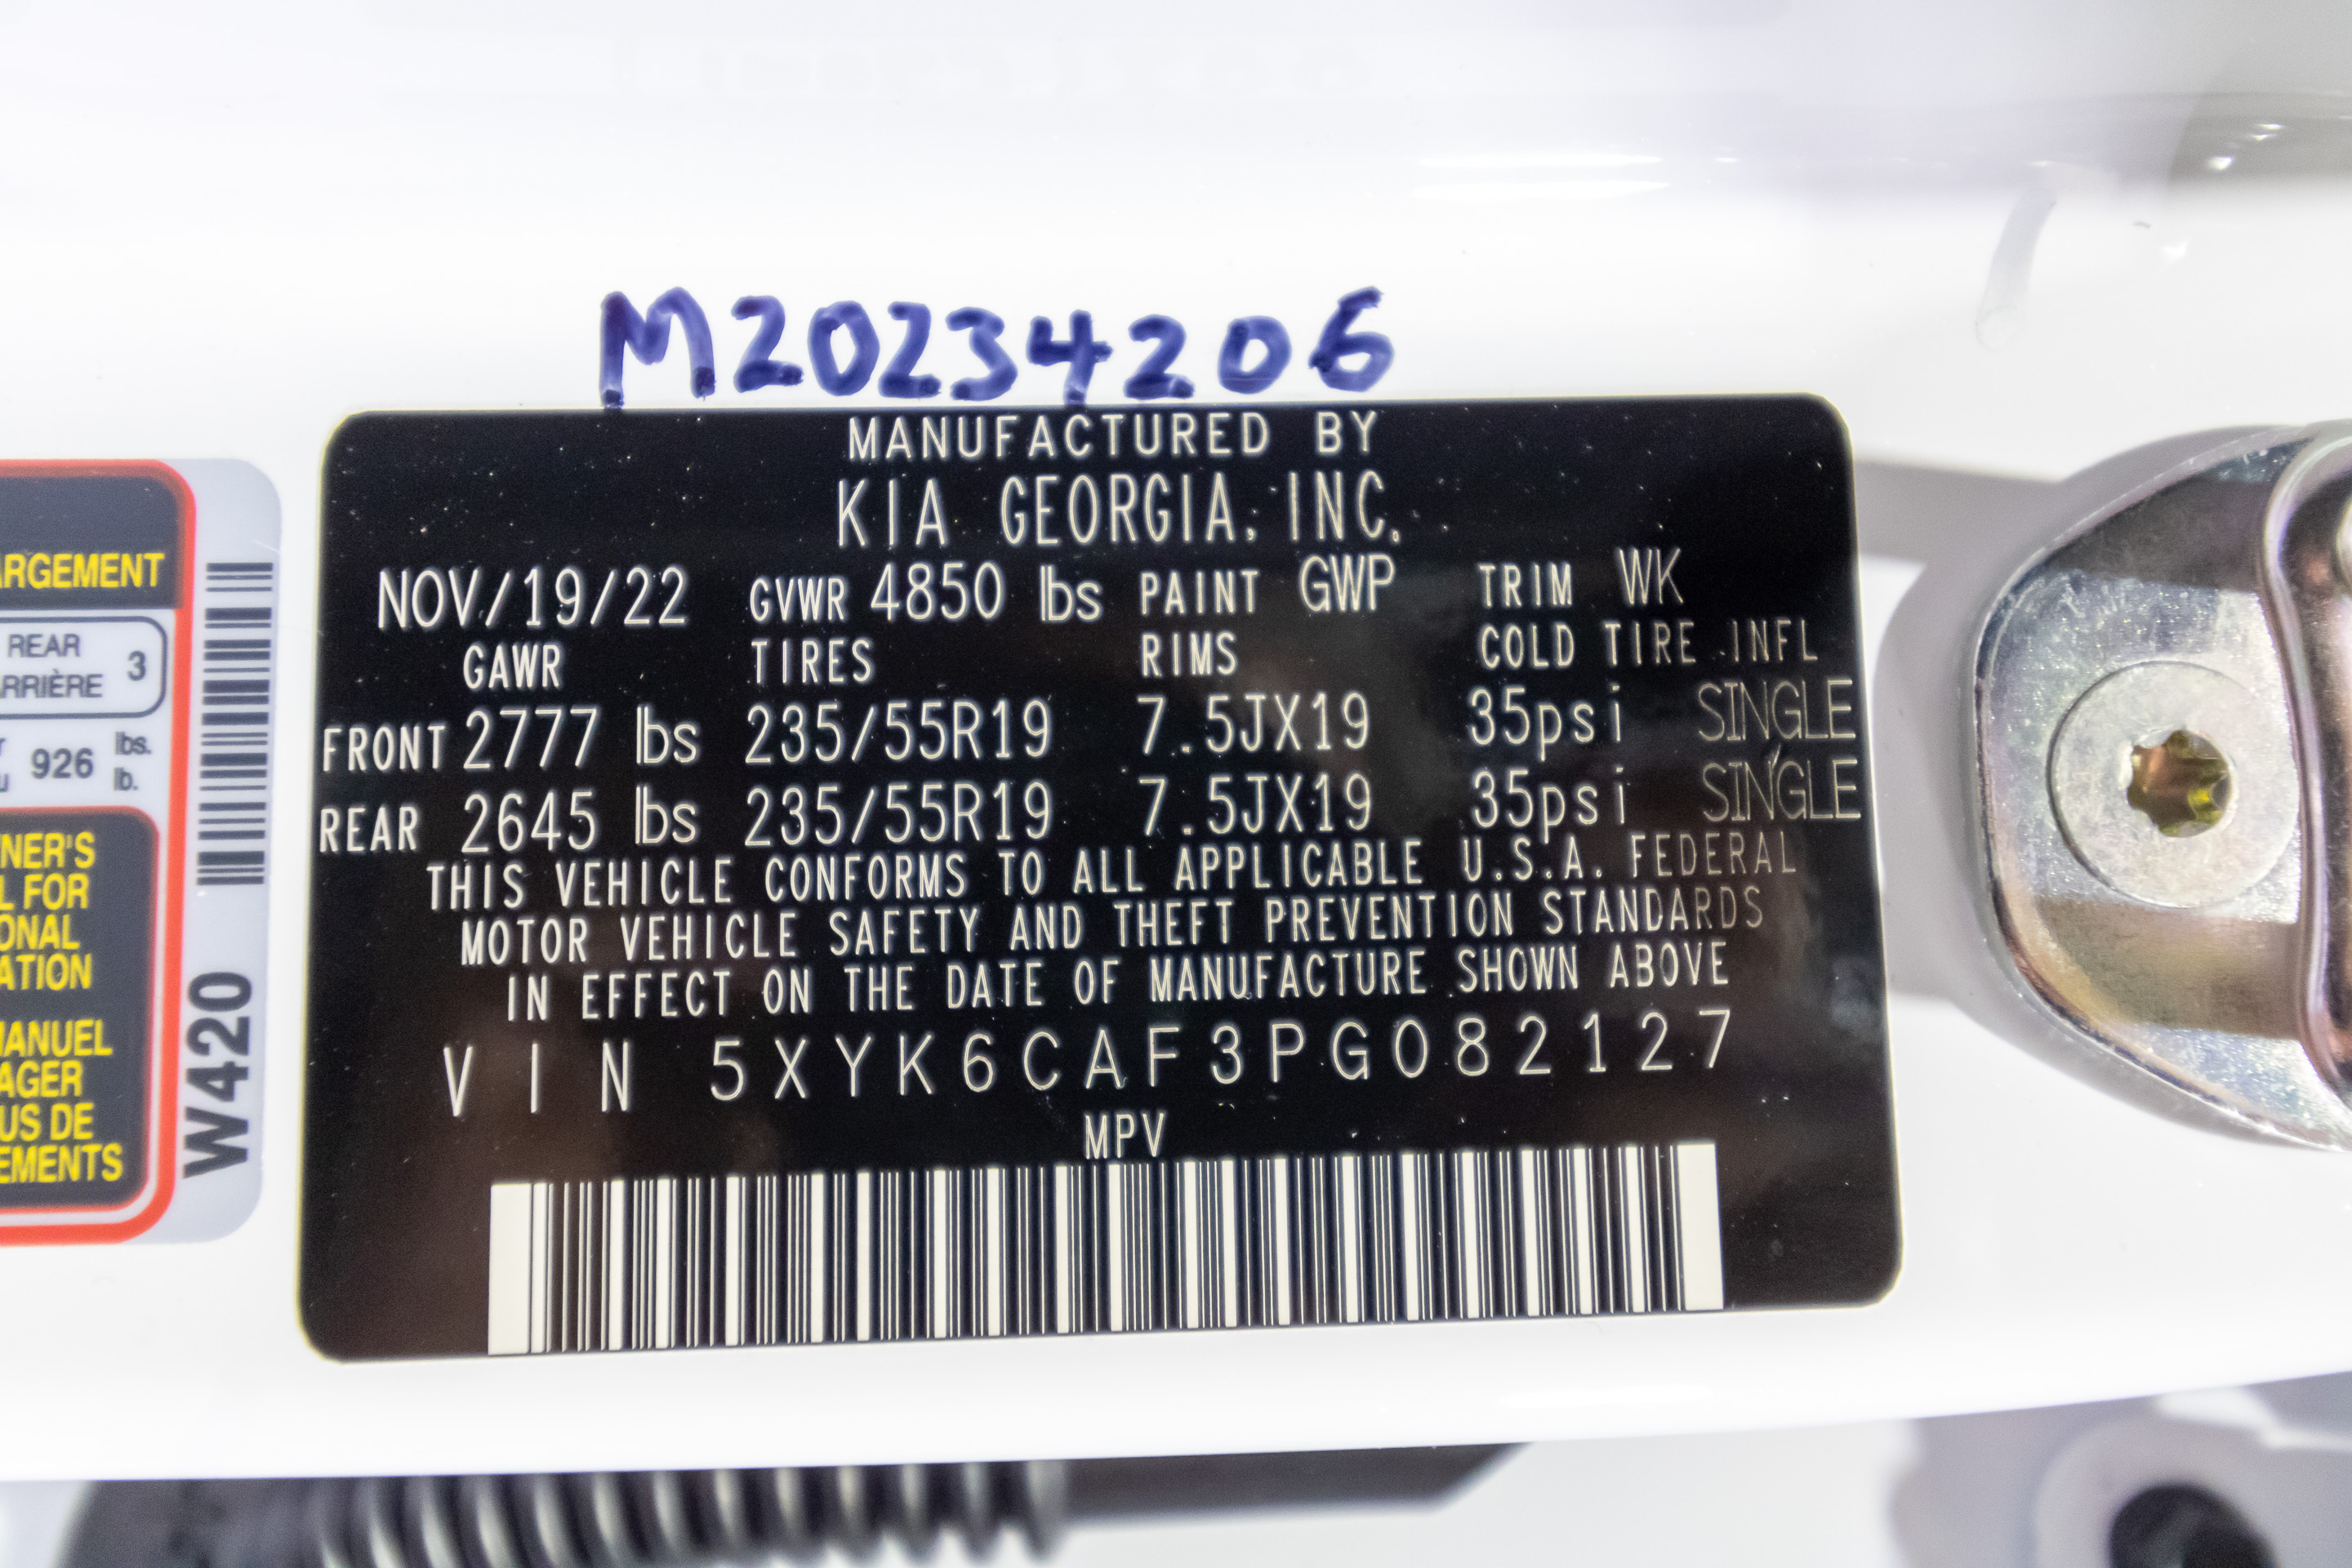 M20234206
MANUFACTURED BY
KIA GEORGIA, INC.
NOV/19/22 GVWR 4850 lbs PAINT GWP TRIM WK
GAWR TIRES RIMS COLD TIRE INFL
FRONT 2777 lbs 235/55R19 7.5JX19 35psi SINGLE
REAR 2645 lbs 235/55R19 7.5JX19 35psi SINGLE
THIS VEHICLE CONFORMS TO ALL APPLICABLE U.S.A. FEDERAL
MOTOR VEHICLE SAFETY AND THEFT PREVENTION STANDARDS
IN EFFECT ON THE DATE OF MANUFACTURE SHOWN ABOVE
VIN 5XYK6CAF3PG082127
MPV
ARGEMENT
REAR 3
RRIÈRE
926 lbs.
lb.
NER'S
L FOR
ONAL
ATION
MANUEL
AGER
US DE
EMENTS
W420